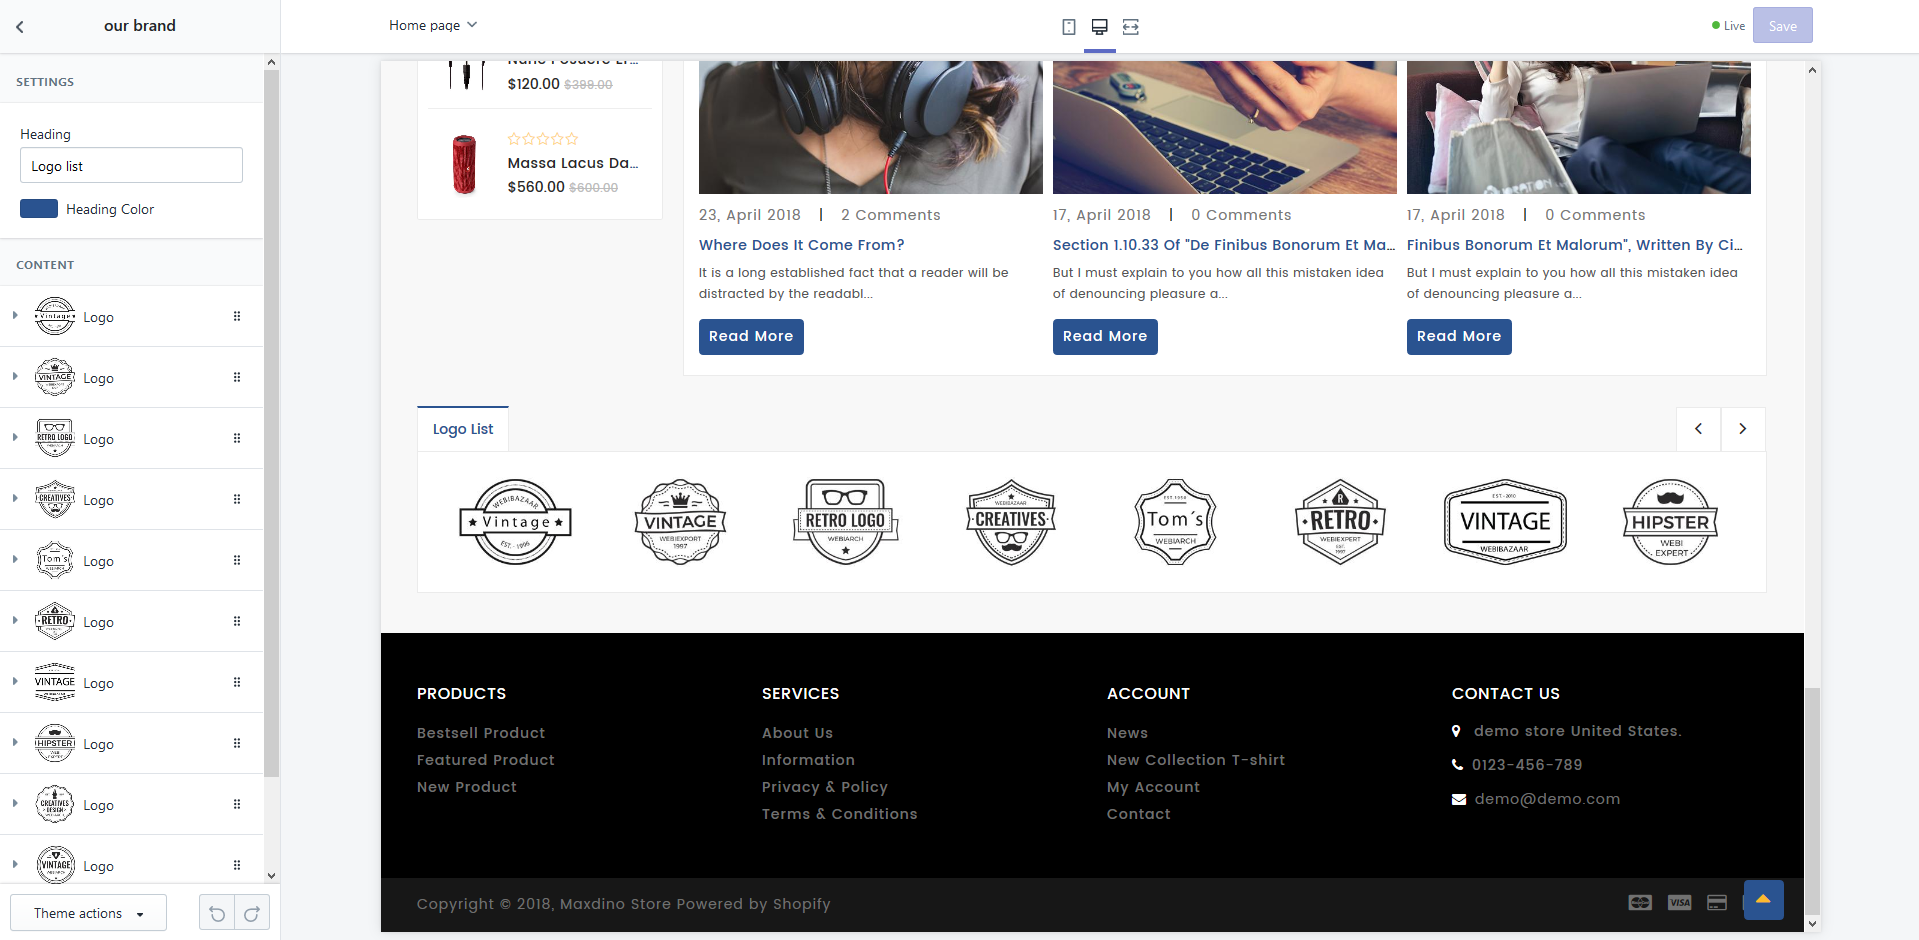 our brand
Home page
Live
Save
SETTINGS
Heading
Logo list
Heading Color
CONTENT
Logo
Logo
Logo
Logo
Logo
Logo
Logo
Logo
Logo
Logo
Theme actions
$120.00 $399.00
Massa Lacus Da...
$560.00 $600.00
23, April 2018 | 2 Comments
Where Does It Come From?
It is a long established fact that a reader will be
distracted by the readabl...
Read More
17, April 2018 | 0 Comments
Section 1.10.33 Of "De Finibus Bonorum Et Ma...
But I must explain to you how all this mistaken idea
of denouncing pleasure a...
Read More
17, April 2018 | 0 Comments
Finibus Bonorum Et Malorum", Written By Ci...
But I must explain to you how all this mistaken idea
of denouncing pleasure a...
Read More
Logo List
WEBIBAZAAR
Vintage
EST. - 1996
VINTAGE
WEBIEXPORT
1997
RETRO LOGO
WEBIARCH
WEBIBAZAAR
CREATIVES
EST.1934
Tom's
WEBIARCH
R
RETRO
WEBIEXPERT
EST.
1997
EST.-2010
VINTAGE
WEBIBAZAAR
HIPSTER
WEBI
EXPERT
PRODUCTS
Bestsell Product
Featured Product
New Product
SERVICES
About Us
Information
Privacy & Policy
Terms & Conditions
ACCOUNT
News
New Collection T-shirt
My Account
Contact
CONTACT US
demo store United States.
0123-456-789
demo@demo.com
Copyright © 2018, Maxdino Store Powered by Shopify
VISA